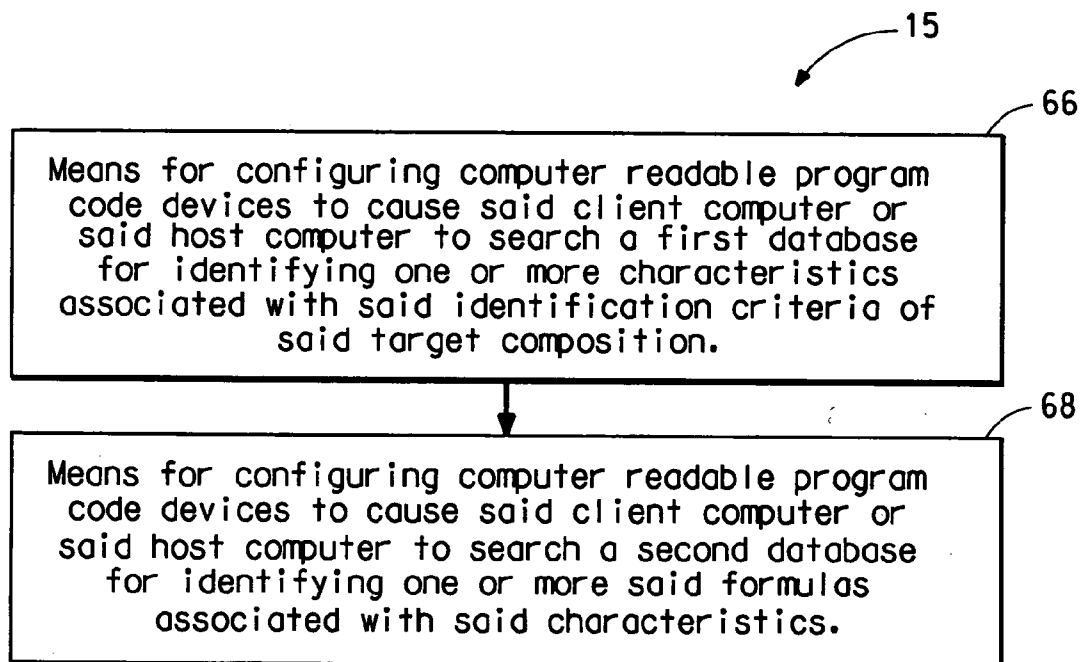 15
66
Means for configuring computer readable program
code devices to cause said client computer or
said host computer to search a first database
for identifying one or more characteristics
associated with said identification criteria of
said target composition.
68
Means for configuring computer readable program
code devices to cause said client computer or
said host computer to search a second database
for identifying one or more said formulas
associated with said characteristics.